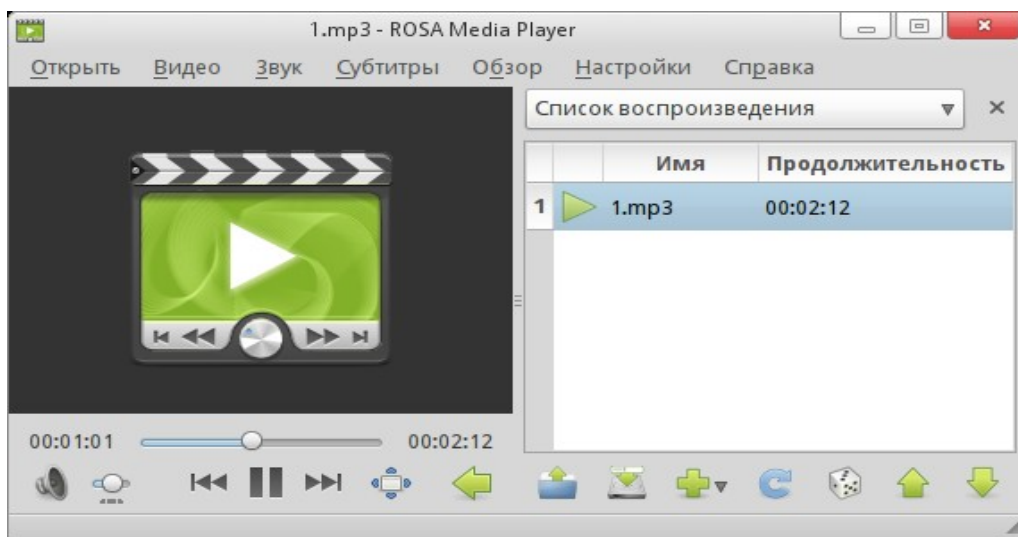 1.mp3 - ROSA Media Player
Открыть Видео Звук Субтитры Обзор Настройки Справка
Список воспроизведения
Имя Продолжительность
1 1.mp3 00:02:12
00:01:01 00:02:12